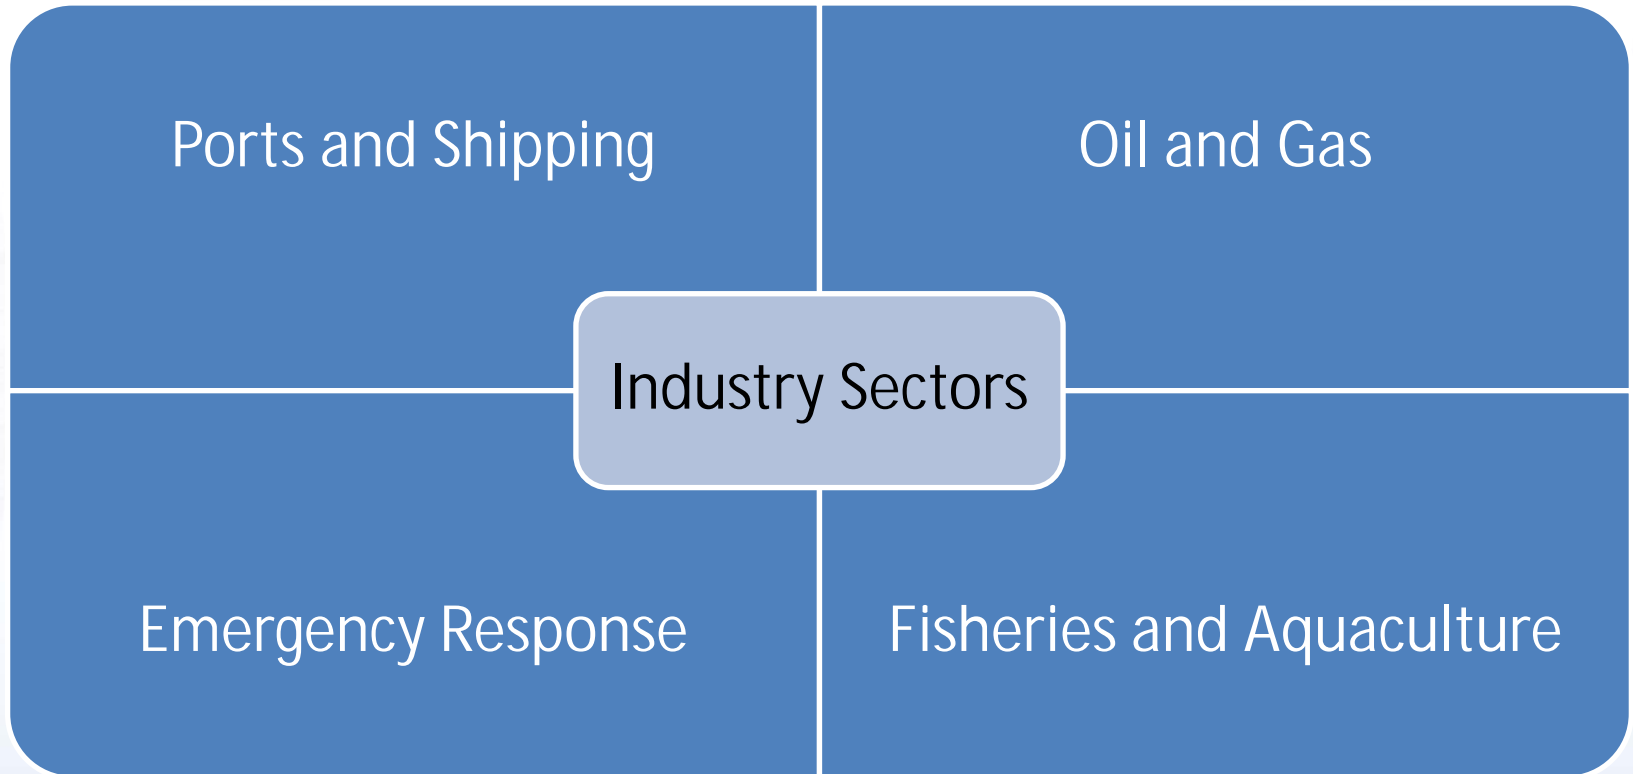 Ports and Shipping
Oil and Gas
Industry Sectors
Emergency Response
Fisheries and Aquaculture